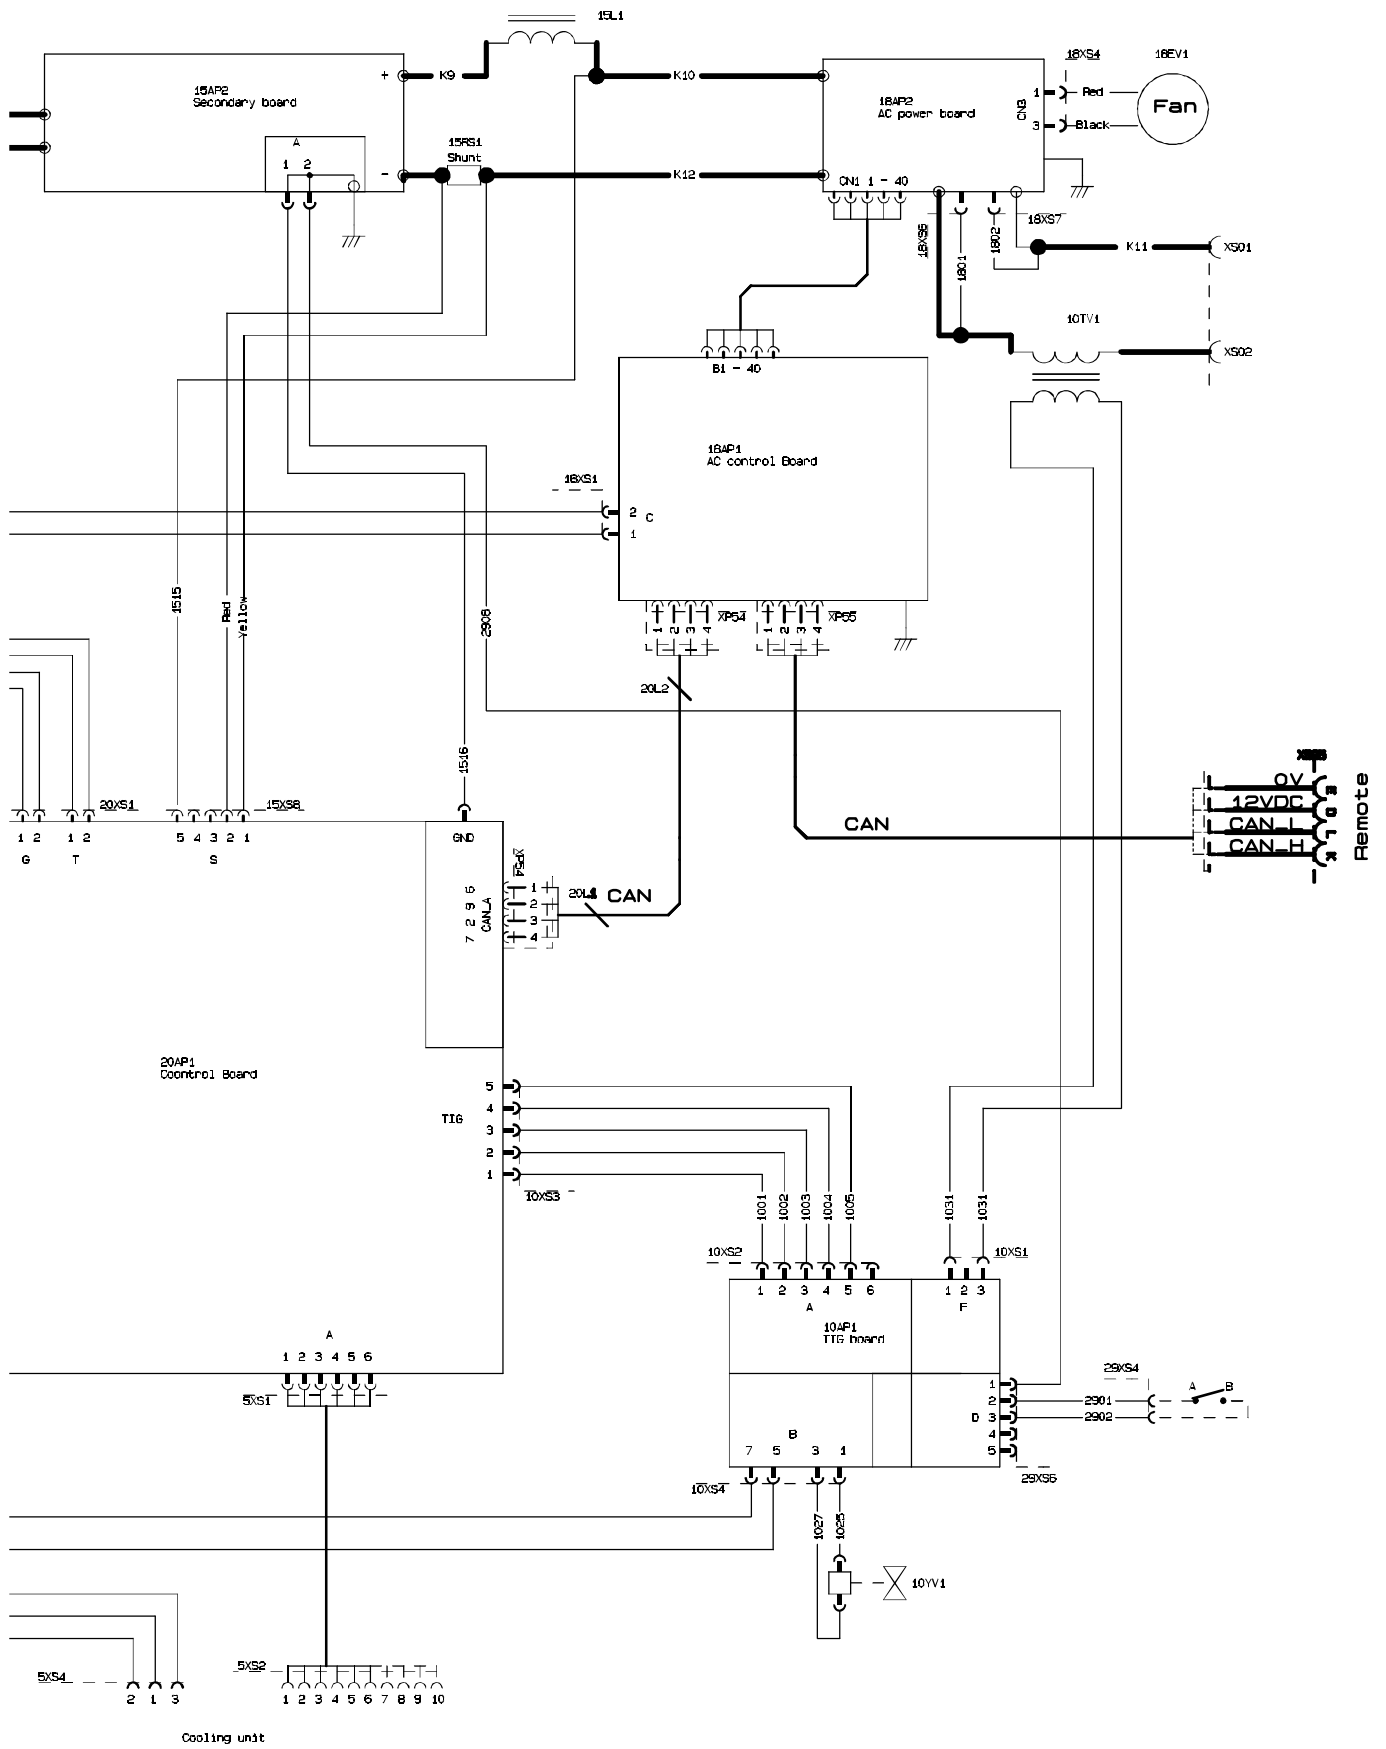 15L1
15AP2
Secondary board
+
K9
K10
18AP2
AC power board
18XS4
18EV1
1
Red
Fan
CN3
3
Black
A
1 2
15RS1
Shunt
-
K12
CN1 1 - 40
18XS6
1801
1802
18XS7
K11
XS01
10TV1
XS02
B1 - 40
18AP1
AC control Board
18XS1
2
C
1
1515
Red
Yellow
2908
1 2 3 4
XP54
1 2 3 4
XP55
20L2
1516
0V
12VDC
CAN_L
CAN_H
Remote
20XS1
15XS8
1 2 1 2
5 4 3 2 1
G T
S
GND
XP54
CAN
6 9 2 7
CAN_A
1
2
3
4
CAN
20AP1
Coontrol Board
5
TIG
4
3
2
1
10XS3
1001
1002
1003
1004
1005
1031
1031
10XS2
10XS1
1 2 3 4 5 6
1 2 3
A
F
10AP1
TIG board
A
1 2 3 4 5 6
5XS1
1
2
D 3
4
5
2901
2902
29XS4
A B
29XS6
B
7 5 3 1
10XS4
1027
1025
10YV1
5XS4
2 1 3
5XS2
1 2 3 4 5 6 7 8 9 10
Cooling unit